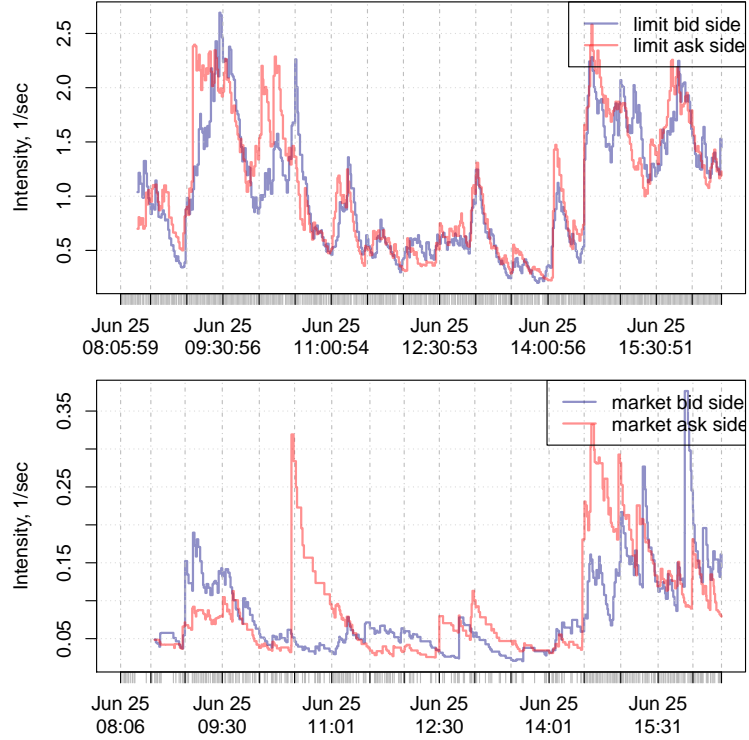 limit bid side
limit ask side
Intensity, 1/sec
2.5
2.0
1.5
1.0
0.5
Jun 25 Jun 25 Jun 25 Jun 25 Jun 25 Jun 25
08:05:59 09:30:56 11:00:54 12:30:53 14:00:56 15:30:51
market bid side
market ask side
Intensity, 1/sec
0.35
0.25
0.15
0.05
Jun 25 Jun 25 Jun 25 Jun 25 Jun 25 Jun 25
08:06 09:30 11:01 12:30 14:01 15:31